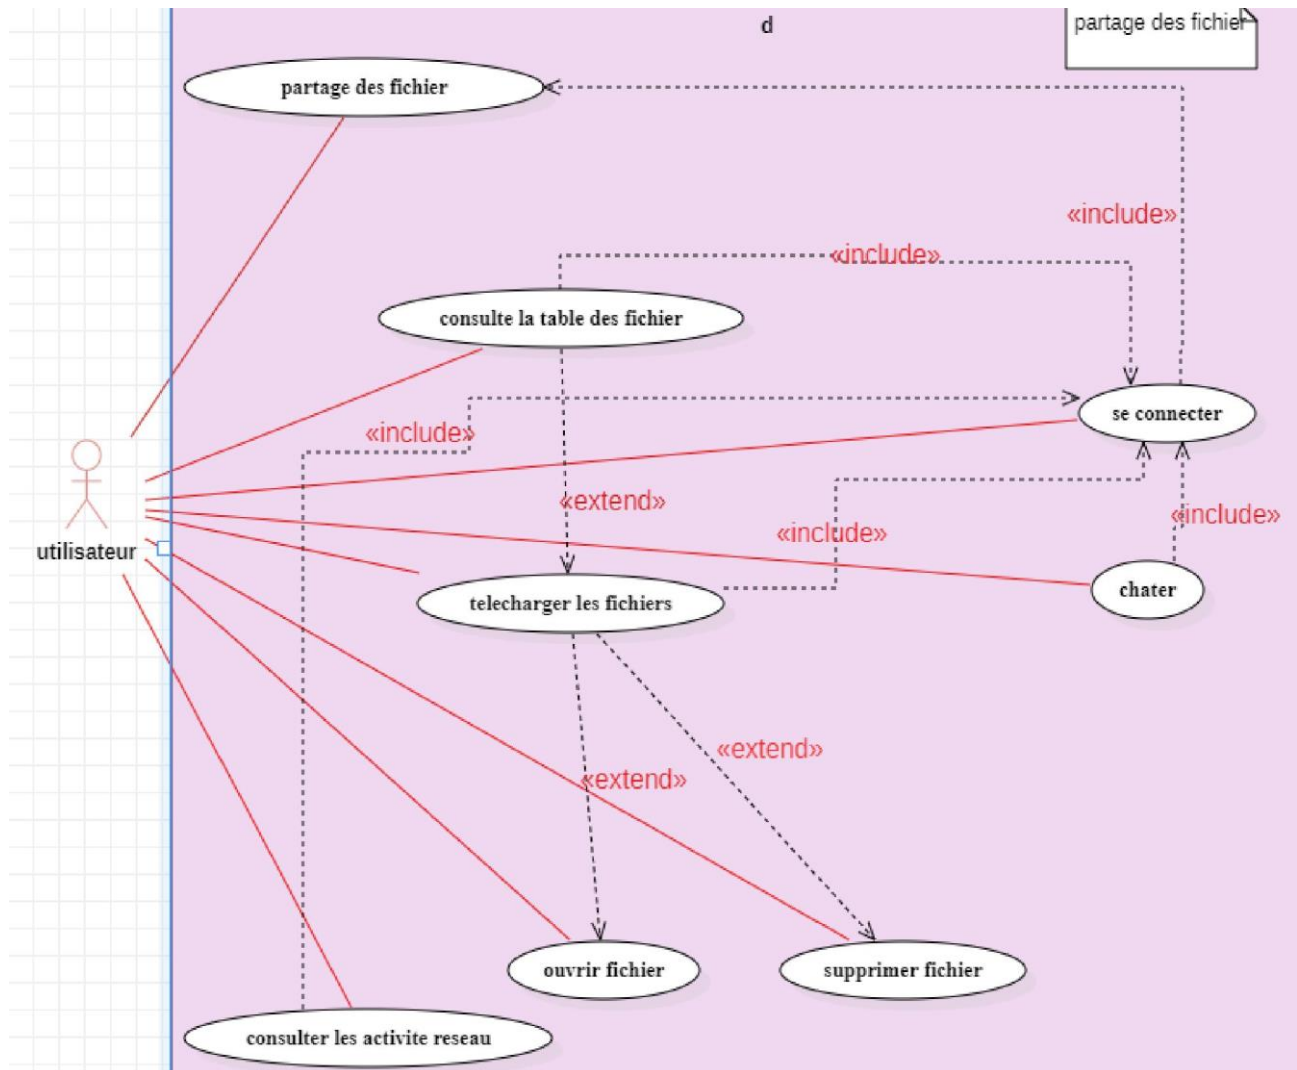 d
partage des fichier
partage des fichier
«include»
«include»
consulte la table des fichier
se connecter
«include»
«extend»
«include»
«include»
utilisateur
chater
telecharger les fichiers
«extend»
«extend»
ouvrir fichier
supprimer fichier
consulter les activite reseau